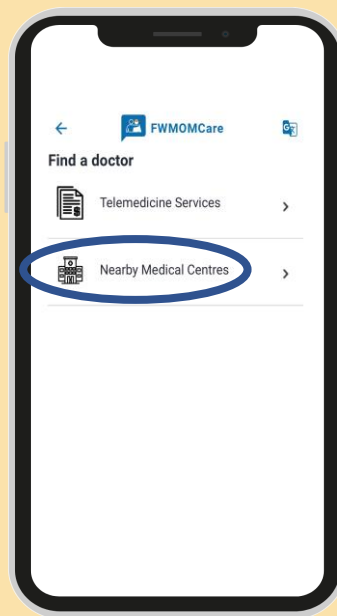 FWMOMCare
Find a doctor
Telemedicine Services
Nearby Medical Centres